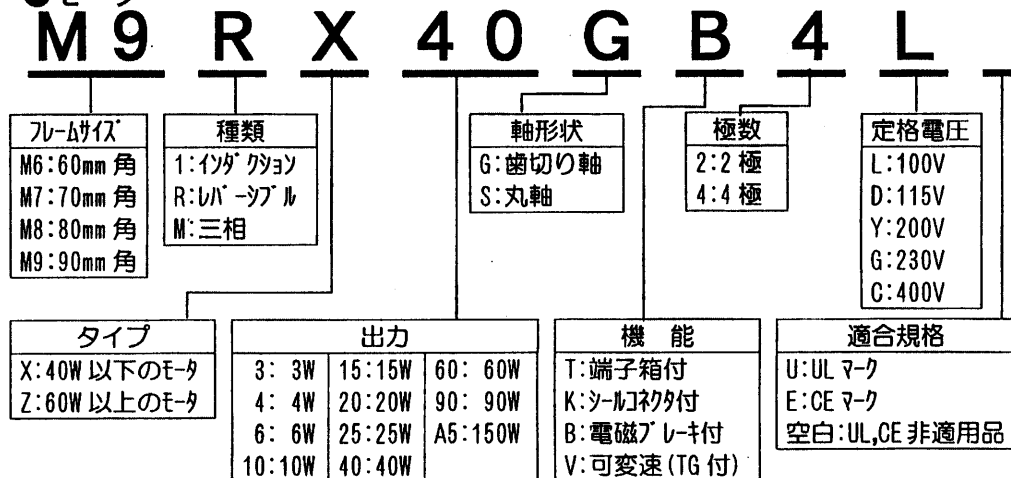 M9 R X 40 G B 4 L
フレームサイズ
M6:60mm 角
M7:70mm 角
M8:80mm 角
M9:90mm 角
種類
1:インダクション
R:レバーシブル
M:三相
軸形状
G:歯切り軸
S:丸軸
極数
2:2 極
4:4 極
定格電圧
L:100V
D:115V
Y:200V
G:230V
C:400V
タイプ
X:40W 以下のモータ
Z:60W 以上のモータ
出力
3: 3W 15:15W 60: 60W
4: 4W 20:20W 90: 90W
6: 6W 25:25W A5:150W
10:10W 40:40W
機 能
T:端子箱付
K:シールコネクタ付
B:電磁ブレーキ付
V:可変速(TG 付)
適合規格
U:UL マーク
E:CE マーク
空白:UL,CE 非適用品